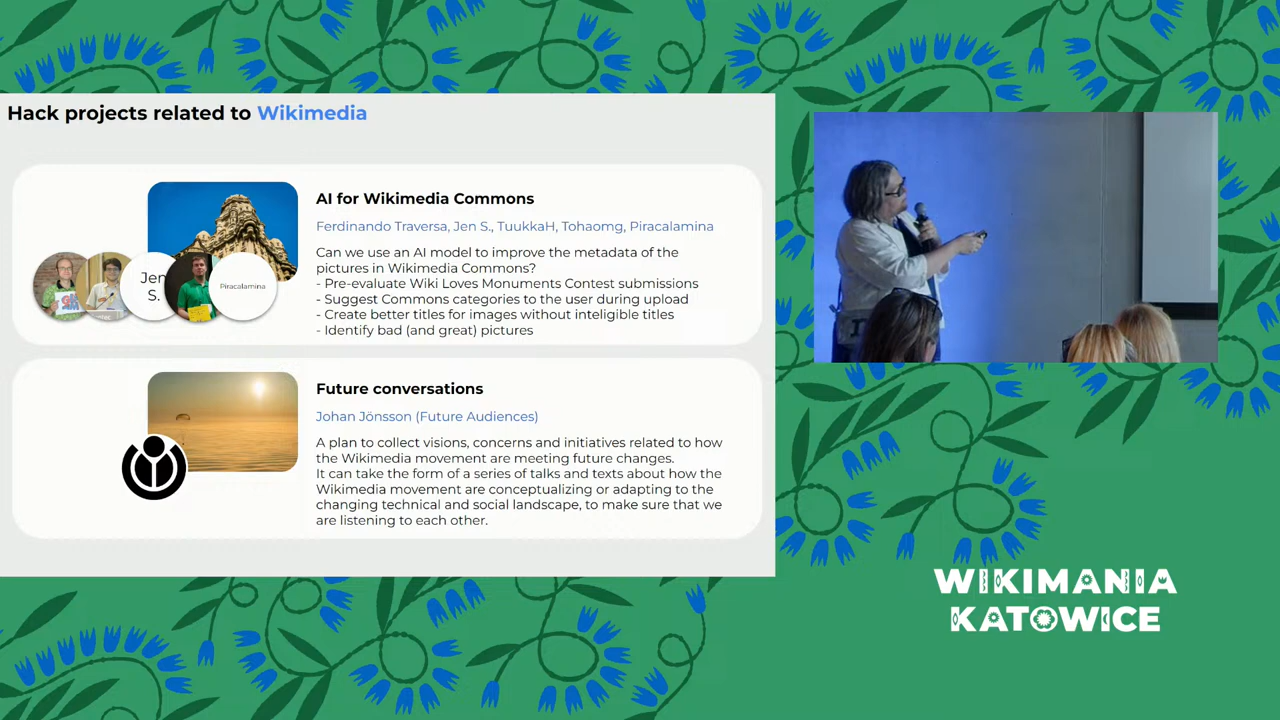 Hack projects related to Wikimedia
AI for Wikimedia Commons
Ferdinando Traversa, Jen S., TuukkaH, Tohaomg, Piracalamina
Can we use an AI model to improve the metadata of the
pictures in Wikimedia Commons?
- Pre-evaluate Wiki Loves Monuments Contest submissions
- Suggest Commons categories to the user during upload
- Create better titles for images without inteligible titles
- Identify bad (and great) pictures
Jen
S.
Piracalamina
Future conversations
Johan Jönsson (Future Audiences)
A plan to collect visions, concerns and initiatives related to how
the Wikimedia movement are meeting future changes.
It can take the form of a series of talks and texts about how the
Wikimedia movement are conceptualizing or adapting to the
changing technical and social landscape, to make sure that we
are listening to each other.
WIKIMANIA
KATOWICE